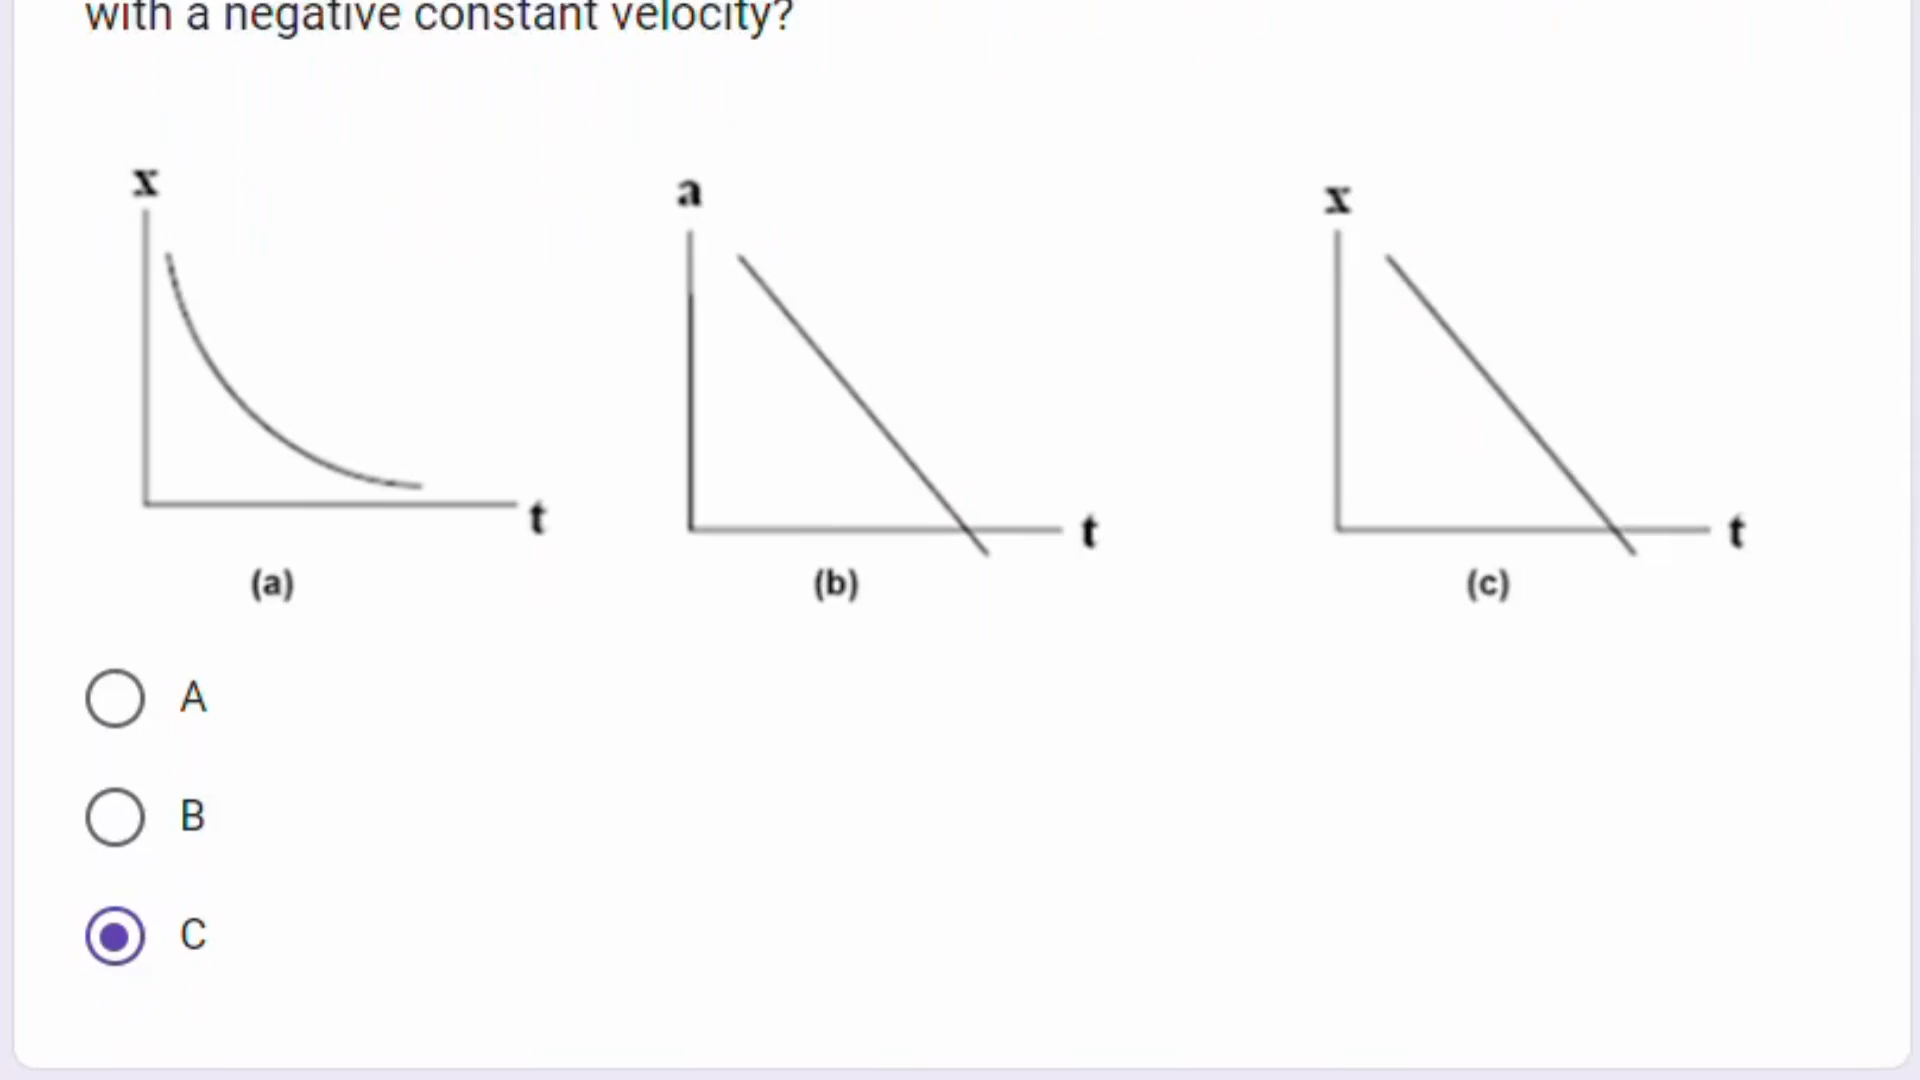 with a negative constant velocity?
x
a
x
t
t
t
(a)
(b)
(c)
A
B
C